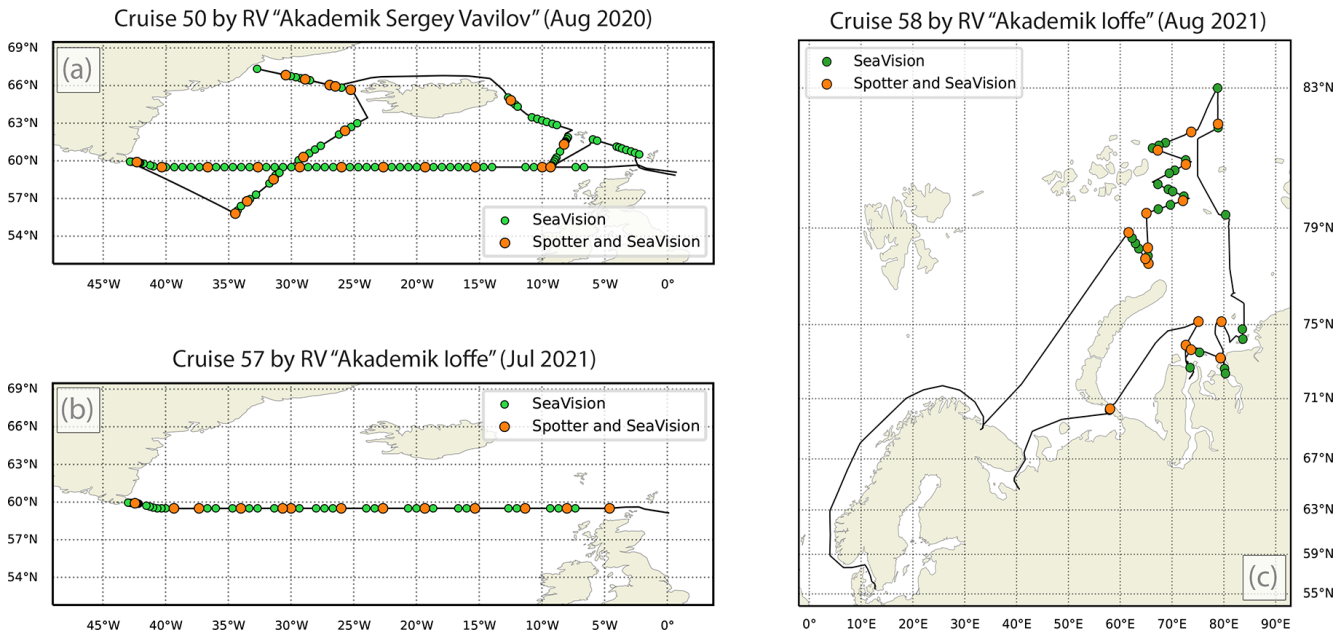 Cruise 50 by RV “Akademik Sergey Vavilov” (Aug 2020)
69°N
66°N
63°N
60°N
57°N
54°N
(a)
SeaVision
Spotter and SeaVision
45°W 40°W 35°W 30°W 25°W 20°W 15°W 10°W 5°W 0°
Cruise 57 by RV “Akademik Ioffe” (Jul 2021)
69°N
66°N
63°N
60°N
57°N
54°N
(b)
SeaVision
Spotter and SeaVision
45°W 40°W 35°W 30°W 25°W 20°W 15°W 10°W 5°W 0°
Cruise 58 by RV “Akademik Ioffe” (Aug 2021)
SeaVision
Spotter and SeaVision
83°N
79°N
75°N
71°N
67°N
63°N
59°N
55°N
(c)
0° 10°E 20°E 30°E 40°E 50°E 60°E 70°E 80°E 90°E